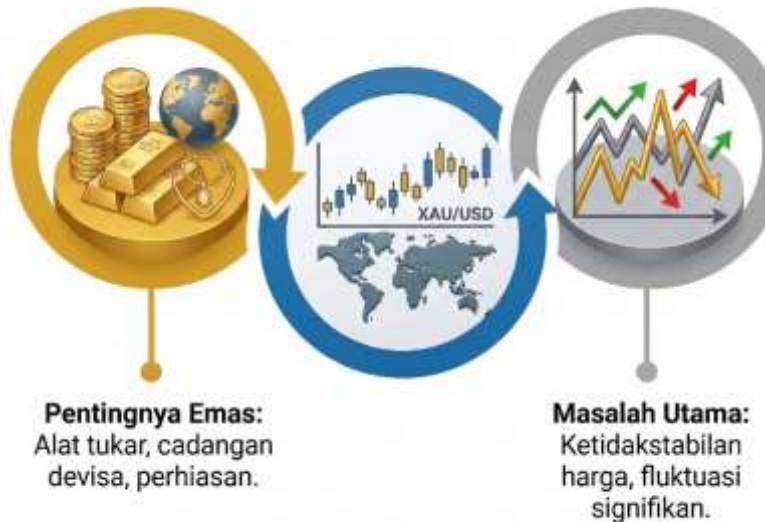 XAU/USD
Pentingnya Emas:
Alat tukar, cadangan
devisa, perhiasan.
Masalah Utama:
Ketidakstabilan
harga, fluktuasi
signifikan.